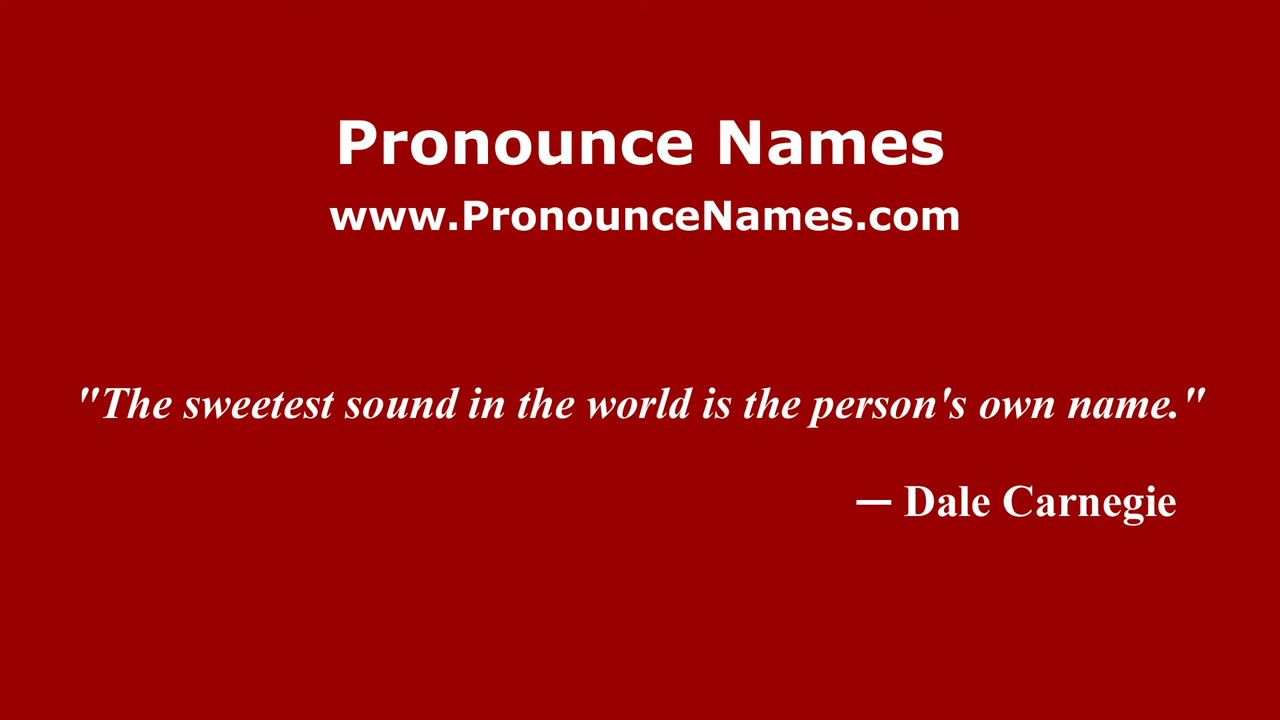 Pronounce Names
www.PronounceNames.com
"The sweetest sound in the world is the person's own name."
— Dale Carnegie